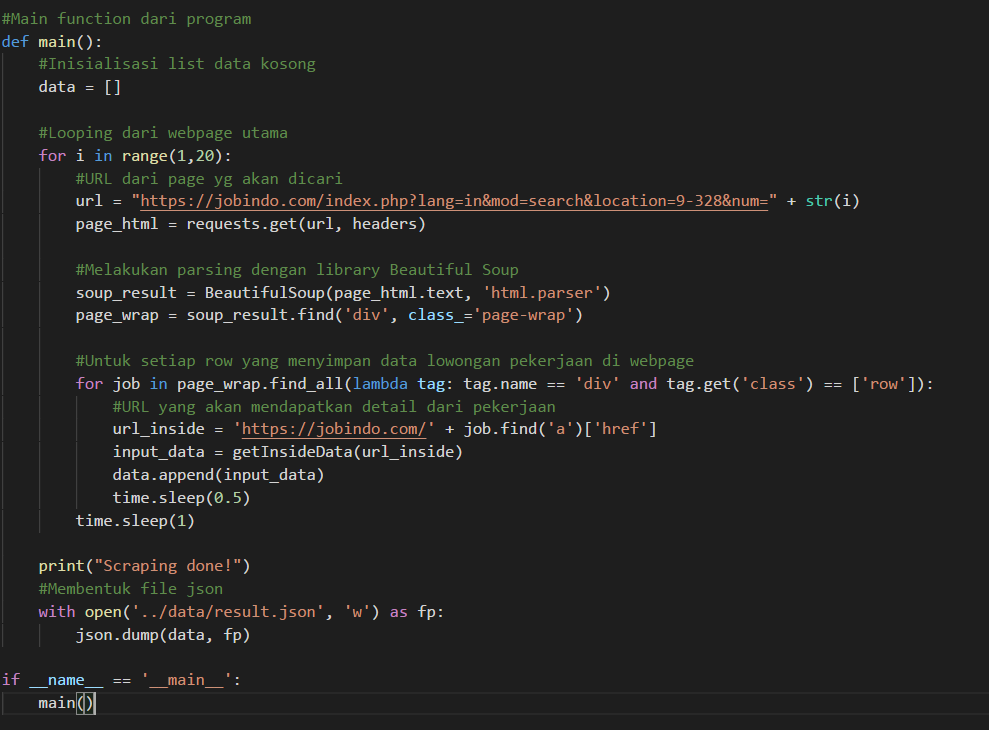 #Main function dari program
def main():
    #Inisialisasi list data kosong
    data = []

    #Looping dari webpage utama
    for i in range(1,20):
        #URL dari page yg akan dicari
        url = "https://jobindo.com/index.php?lang=in&mod=search&location=9-328&num=" + str(i)
        page_html = requests.get(url, headers)

        #Melakukan parsing dengan library Beautiful Soup
        soup_result = BeautifulSoup(page_html.text, 'html.parser')
        page_wrap = soup_result.find('div', class_='page-wrap')

        #Untuk setiap row yang menyimpan data lowongan pekerjaan di webpage
        for job in page_wrap.find_all(lambda tag: tag.name == 'div' and tag.get('class') == ['row']):
            #URL yang akan mendapatkan detail dari pekerjaan
            url_inside = 'https://jobindo.com/' + job.find('a')['href']
            input_data = getInsideData(url_inside)
            data.append(input_data)
            time.sleep(0.5)
        time.sleep(1)

    print("Scraping done!")
    #Membentuk file json
    with open('../data/result.json', 'w') as fp:
        json.dump(data, fp)

if __name__ == '__main__':
    main()